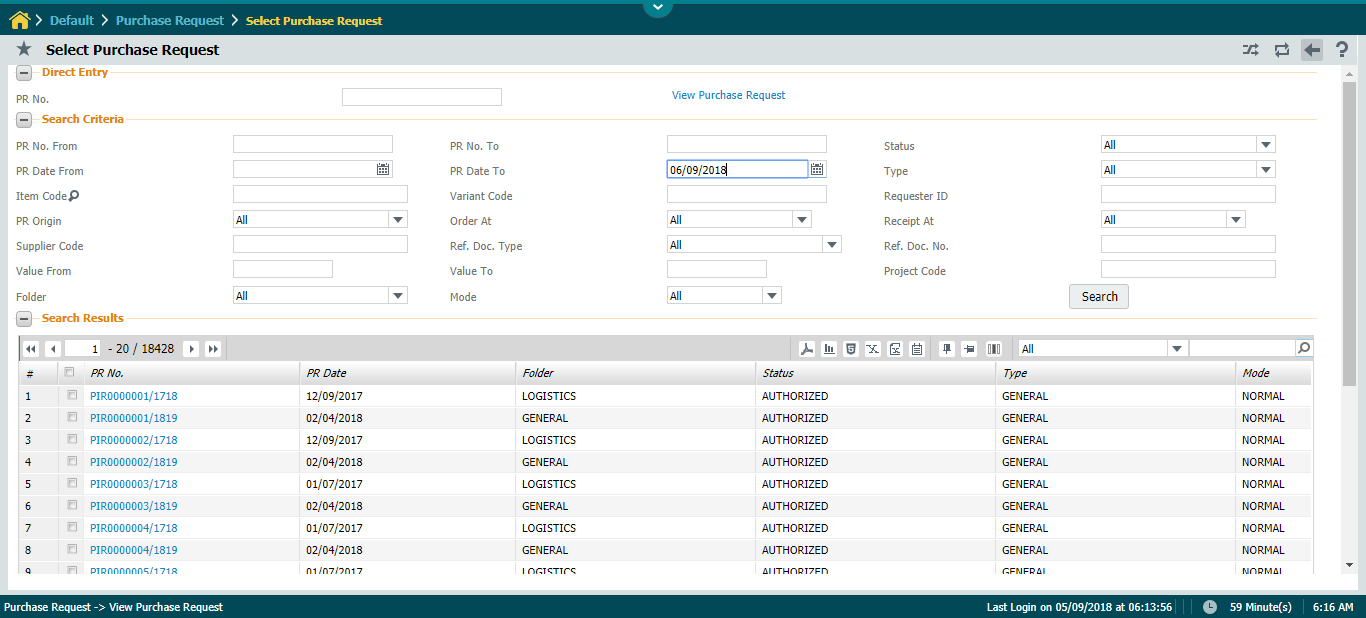 Default > Purchase Request > Select Purchase Request
Select Purchase Request
Direct Entry
PR No. View Purchase Request
Search Criteria
PR No. From PR No. To Status All
PR Date From PR Date To 06/09/2018 Type All
Item Code Variant Code Requester ID
PR Origin All Order At All Receipt At All
Supplier Code Ref. Doc. Type All Ref. Doc. No.
Value From Value To Project Code
Folder All Mode All Search
Search Results
1 - 20 / 18428 All
# PR No. PR Date Folder Status Type Mode
1 PIR0000001/1718 12/09/2017 LOGISTICS AUTHORIZED GENERAL NORMAL
2 PIR0000001/1819 02/04/2018 GENERAL AUTHORIZED GENERAL NORMAL
3 PIR0000002/1718 12/09/2017 LOGISTICS AUTHORIZED GENERAL NORMAL
4 PIR0000002/1819 02/04/2018 GENERAL AUTHORIZED GENERAL NORMAL
5 PIR0000003/1718 01/07/2017 LOGISTICS AUTHORIZED GENERAL NORMAL
6 PIR0000003/1819 02/04/2018 GENERAL AUTHORIZED GENERAL NORMAL
7 PIR0000004/1718 01/07/2017 LOGISTICS AUTHORIZED GENERAL NORMAL
8 PIR0000004/1819 02/04/2018 GENERAL AUTHORIZED GENERAL NORMAL
9 PIR0000005/1718 01/07/2017 LOGISTICS AUTHORIZED GENERAL NORMAL
Purchase Request -> View Purchase Request Last Login on 05/09/2018 at 06:13:56 59 Minute(s) 6:16 AM